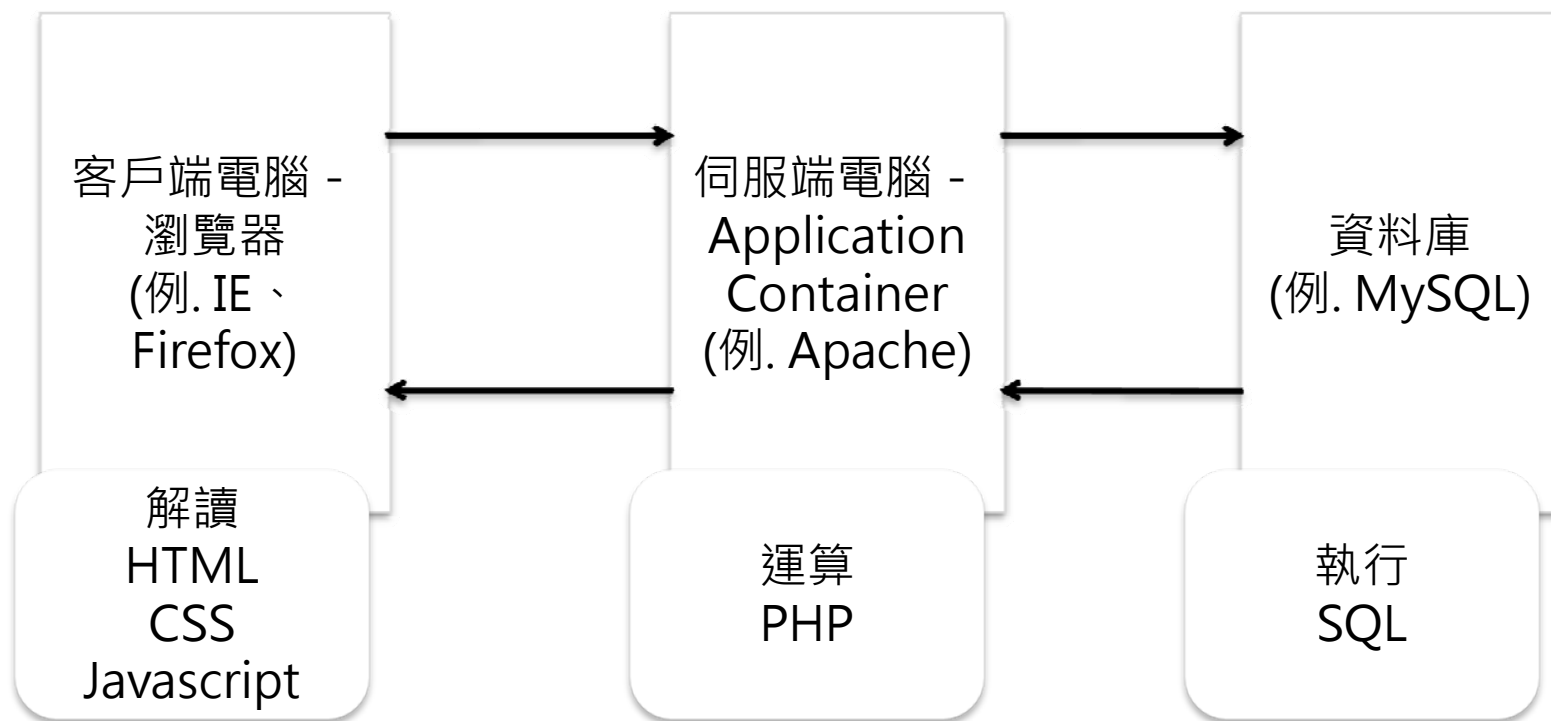 客戶端電腦 -
瀏覽器
(例. IE、
Firefox)
解讀
HTML
CSS
Javascript
伺服端電腦 -
Application
Container
(例. Apache)
運算
PHP
資料庫
(例. MySQL)
執行
SQL